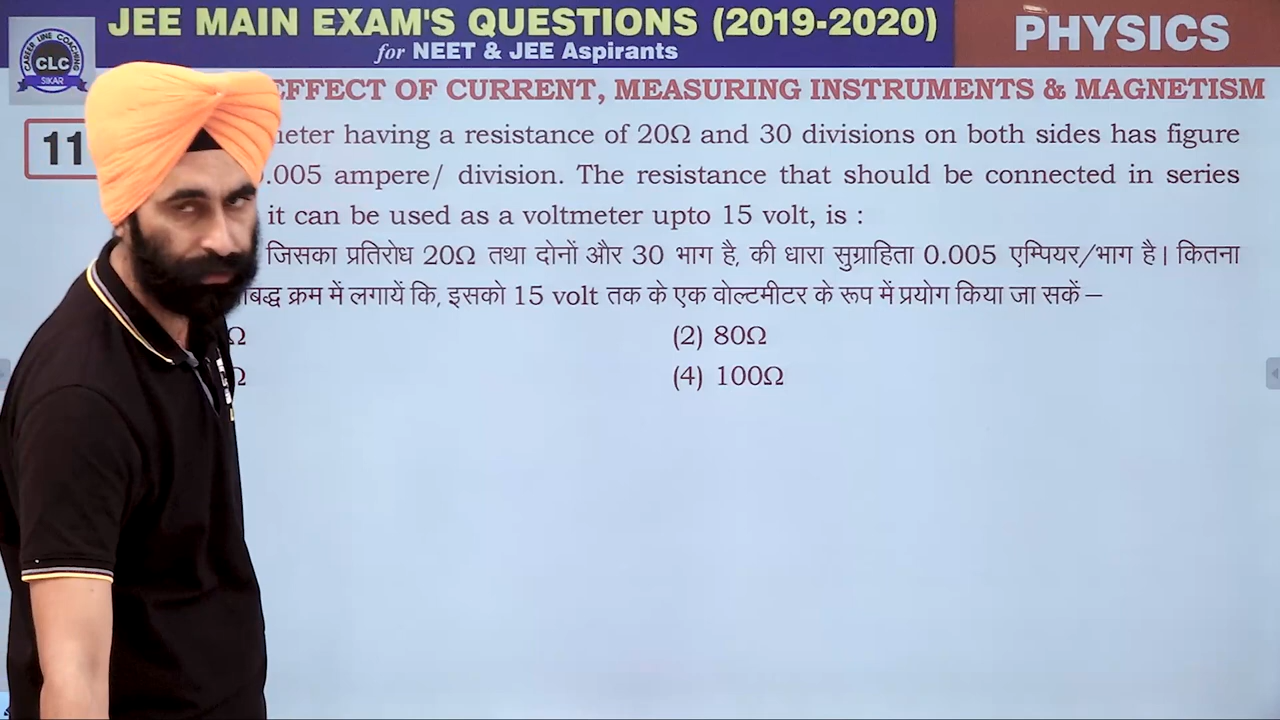 JEE MAIN EXAM'S QUESTIONS (2019-2020)
for NEET & JEE Aspirants
PHYSICS
CAREER LINE COACHING
CLC
SIKAR
EFFECT OF CURRENT, MEASURING INSTRUMENTS & MAGNETISM
11
meter having a resistance of 20Ω and 30 divisions on both sides has figure
.005 ampere/ division. The resistance that should be connected in series
it can be used as a voltmeter upto 15 volt, is :
जिसका प्रतिरोध 20Ω तथा दोनों और 30 भाग है, की धारा सुग्राहिता 0.005 एम्पियर/भाग है। कितना
बद्ध क्रम में लगायें कि, इसको 15 volt तक के एक वोल्टमीटर के रूप में प्रयोग किया जा सकें –
Ω
(2) 80Ω
Ω
(4) 100Ω